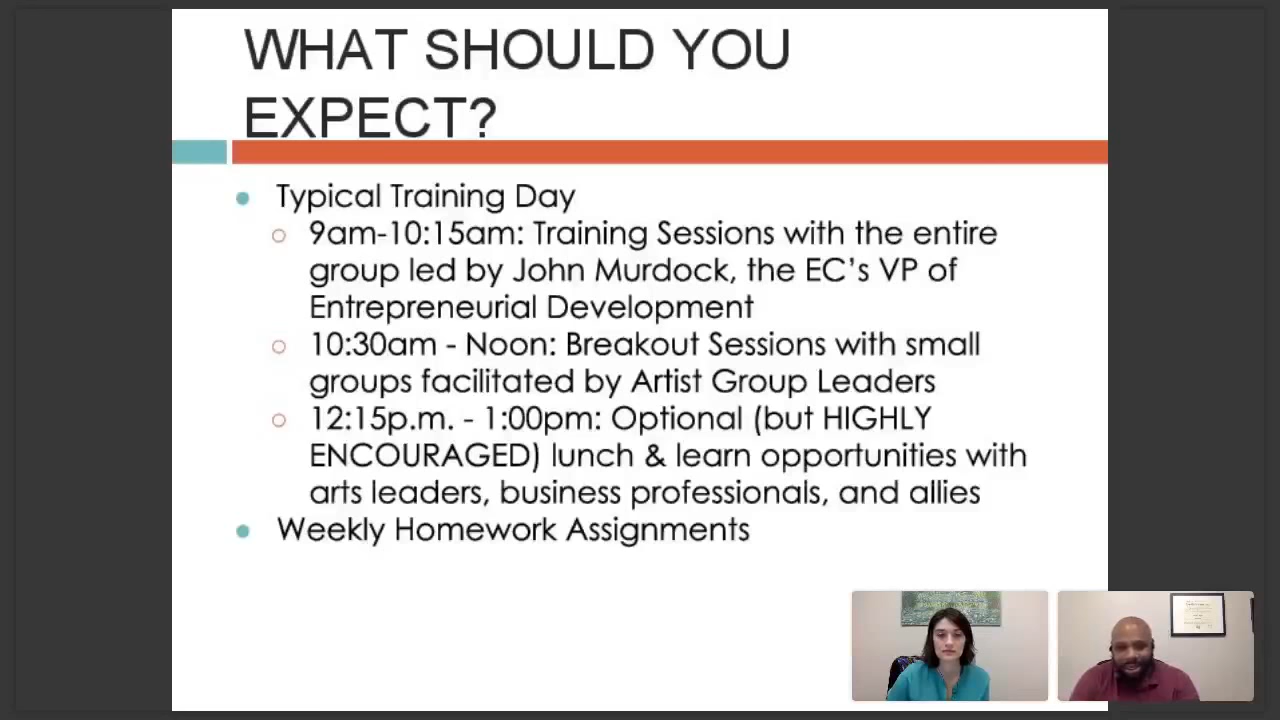 WHAT SHOULD YOU
EXPECT?
Typical Training Day
9am-10:15am: Training Sessions with the entire
group led by John Murdock, the EC’s VP of
Entrepreneurial Development
10:30am - Noon: Breakout Sessions with small
groups facilitated by Artist Group Leaders
12:15p.m. - 1:00pm: Optional (but HIGHLY
ENCOURAGED) lunch & learn opportunities with
arts leaders, business professionals, and allies
Weekly Homework Assignments